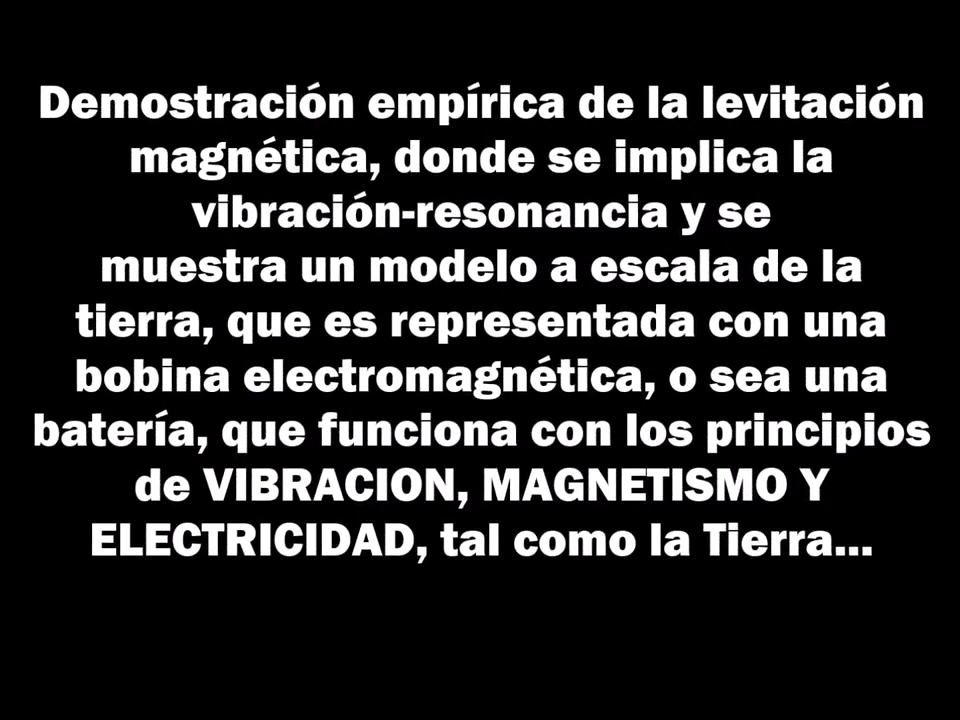 Demostración empírica de la levitación
magnética, donde se implica la
vibración-resonancia y se
muestra un modelo a escala de la
tierra, que es representada con una
bobina electromagnética, o sea una
batería, que funciona con los principios
de VIBRACION, MAGNETISMO Y
ELECTRICIDAD, tal como la Tierra...